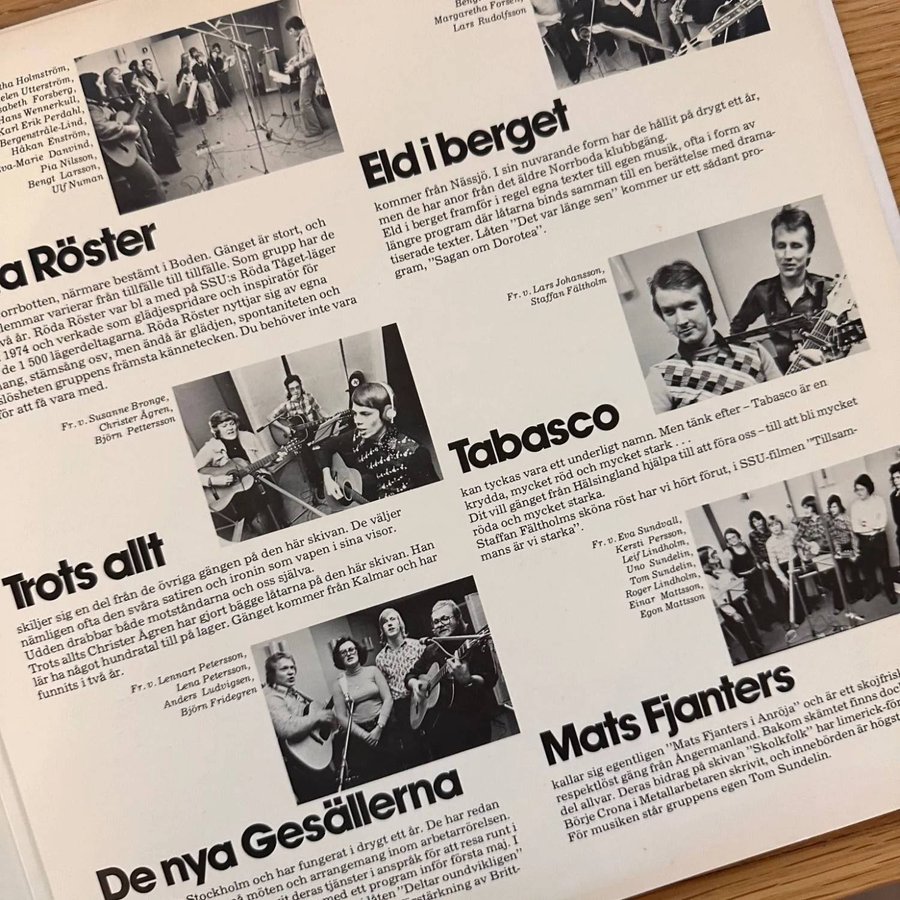 tha Holmström,
elen Utterström,
sabeth Forsberg,
Hans Wennerkull,
Karl Erik Perdahl,
Bergenstråle-Lind,
Håkan Enström,
va-Marie Danvind,
Pia Nilsson,
Bengt Larsson,
Ulf Numan
a Röster
orrbotten, närmare bestämt i Boden. Gänget är stort, och
lemmar varierar från tillfälle till tillfälle. Som grupp har de
vå år. Röda Röster var bl a med på SSU:s Röda Tåget-läger
1974 och verkade som glädjespridare och inspiratör för
de 1 500 lägerdeltagarna. Röda Röster nyttjar sig av egna
ang, stämsång osv, men ändå är glädjen, spontaniteten och
slösheten gruppens främsta kännetecken. Du behöver inte vara
för att få vara med.
Fr. v. Susanne Bronge,
Christer Ågren,
Björn Pettersson
Trots allt
skiljer sig en del från de övriga gängen på den här skivan. De väljer
nämligen ofta den svåra satiren och ironin som vapen i sina visor.
Udden drabbar både motståndarna och oss själva.
Trots allts Christer Ågren har gjort bägge låtarna på den här skivan. Han
lär ha något hundratal till på lager. Gänget kommer från Kalmar och har
funnits i två år.
Fr. v. Lennart Petersson,
Lena Petersson,
Anders Ludvigsen,
Björn Fridegren
De nya Gesällerna
Stockholm och har fungerat i drygt ett år. De har redan
å möten och arrangemang inom arbetarrörelsen.
it deras tjänster i anspråk för att resa runt i
med ett program inför första maj. I
låten "Deltar oundvikligen"
estärkning av Britt-
Margaretha Forsén,
Lars Rudolfsson
Eld i berget
kommer från Nässjö. I sin nuvarande form har de hållit på drygt ett år,
men de har anor från det äldre Norrboda klubbgäng.
Eld i berget framför i regel egna texter till egen musik, ofta i form av
längre program där låtarna binds samman till en berättelse med drama-
tiserade texter. Låten "Det var länge sen" kommer ur ett sådant pro-
gram, "Sagan om Dorotea".
Fr. v. Lars Johansson,
Staffan Fältholm
Tabasco
kan tyckas vara ett underligt namn. Men tänk efter – Tabasco är en
krydda, mycket röd och mycket stark . . .
Dit vill gänget från Hälsingland hjälpa till att föra oss – till att bli mycket
röda och mycket starka.
Staffan Fältholms sköna röst har vi hört förut, i SSU-filmen "Tillsam-
mans är vi starka".
Fr. v. Eva Sundvall,
Kersti Persson,
Leif Lindholm,
Uno Sundelin,
Tom Sundelin,
Roger Lindholm,
Einar Mattsson,
Egon Mattsson
Mats Fjanters
kallar sig egentligen "Mats Fjanters i Anröja" och är ett skojfrisk
respektlöst gäng från Ångermanland. Bakom skämtet finns doc
del allvar. Deras bidrag på skivan "Skolkfolk" har limerick-for
Börje Crona i Metallarbetaren skrivit, och innebörden är högst
För musiken står gruppens egen Tom Sundelin.